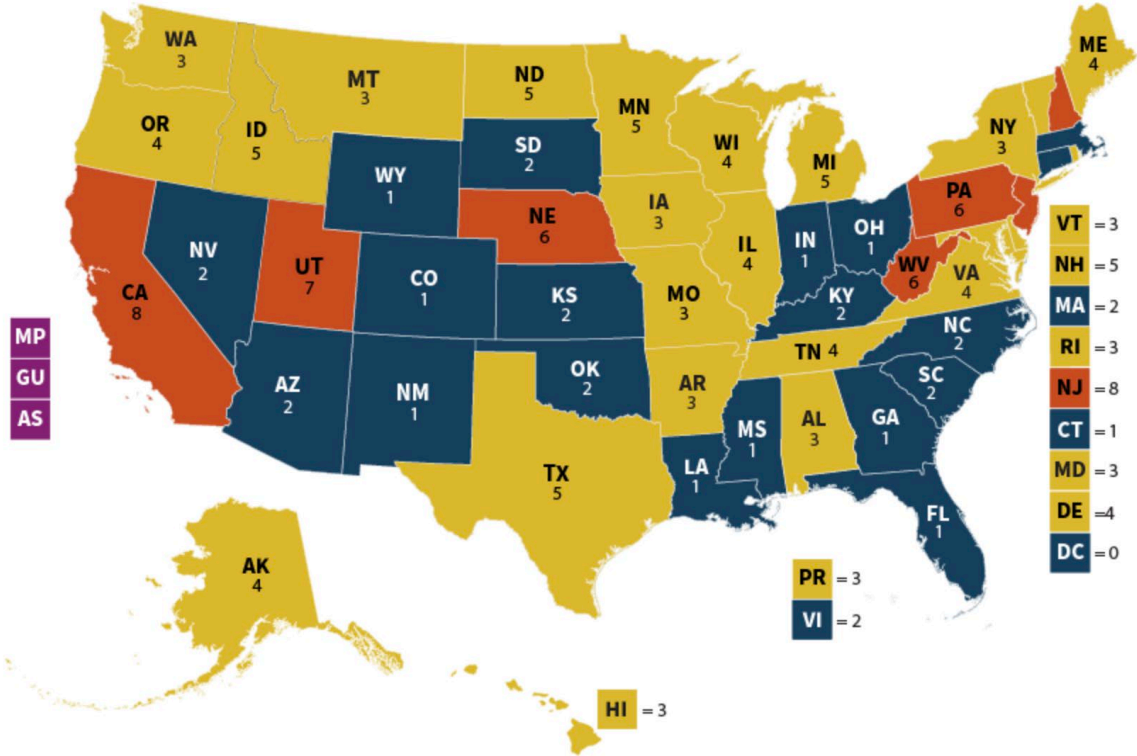 WA
3
MT
3
ND
5
MN
5
ME
4
OR
4
ID
5
SD
2
WI
4
MI
5
NY
3
WY
1
NE
6
IA
3
PA
6
NV
2
UT
7
CO
1
IL
4
IN
1
OH
1
WV
6
VA
4
CA
8
KS
2
MO
3
KY
2
NC
2
AZ
2
NM
1
OK
2
AR
3
TN 4
SC
2
MS
1
AL
3
GA
1
TX
5
LA
1
FL
1
AK
4
MP
GU
AS
VT = 3
NH = 5
MA = 2
RI = 3
NJ = 8
CT = 1
MD = 3
DE =4
DC = 0
PR = 3
VI = 2
HI = 3